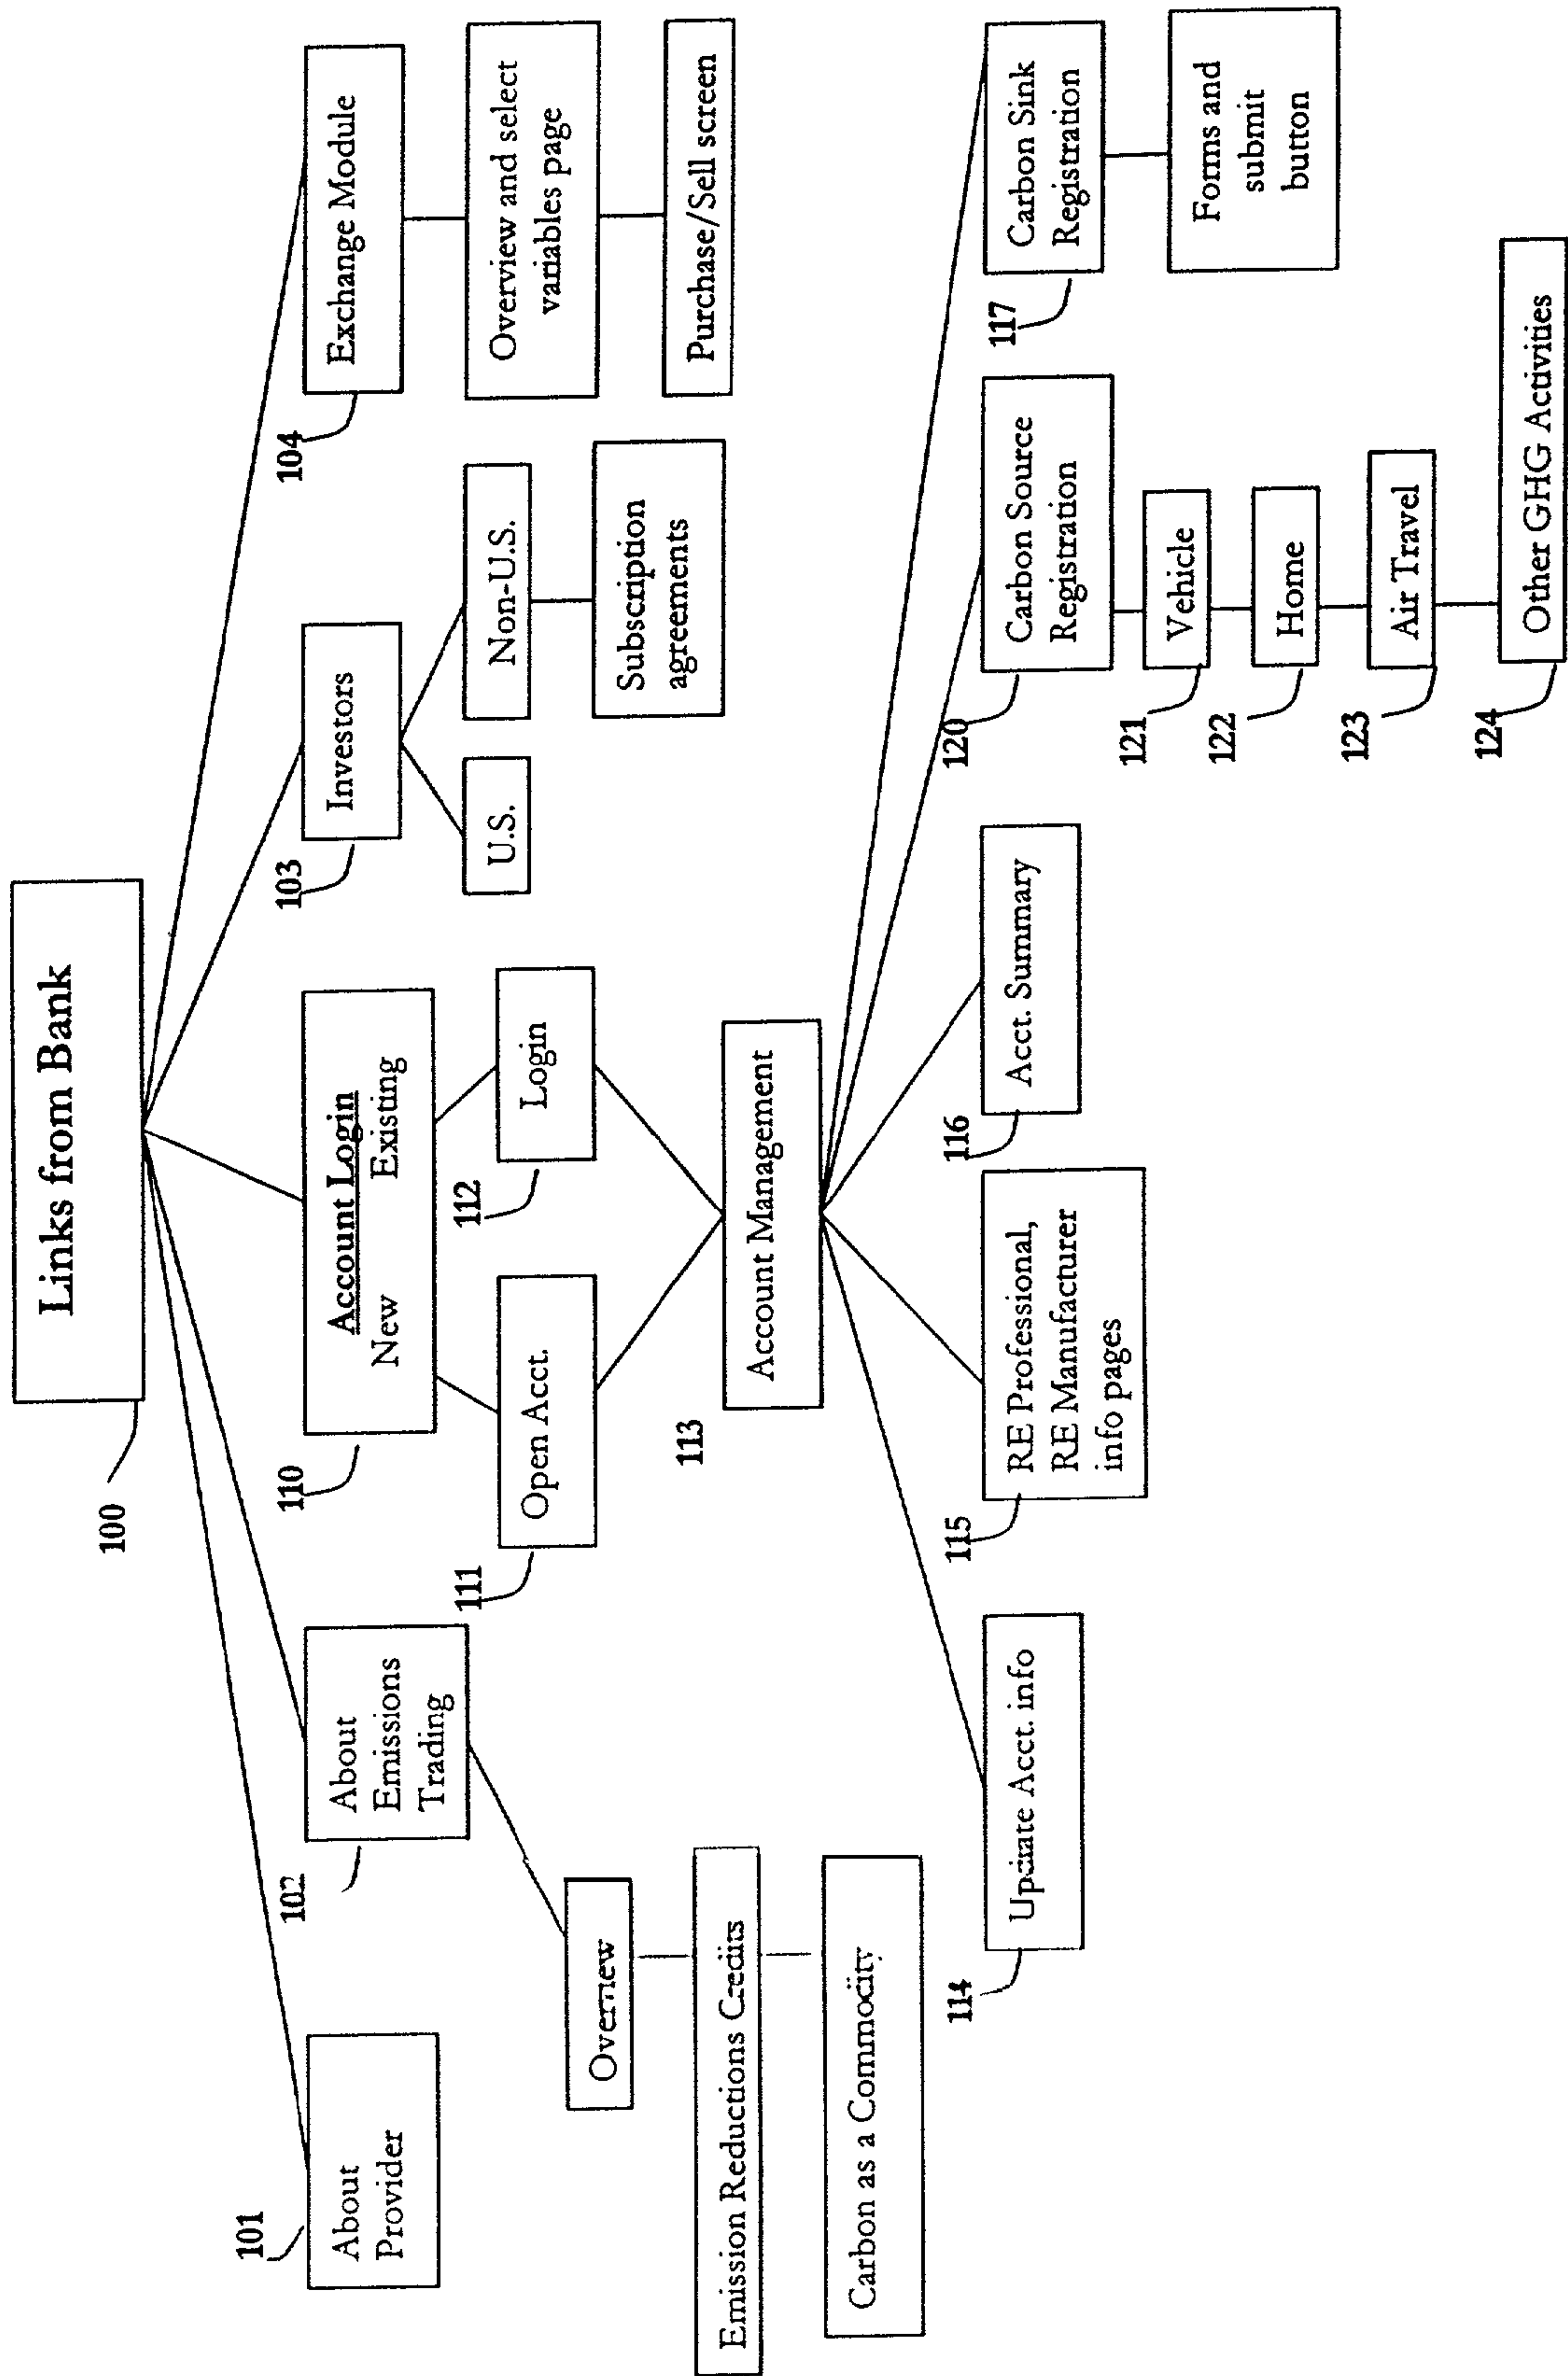 Links from Bank
100
101
About
Provider
102
About
Emissions
Trading
Overview
Emission Reductions Credits
Carbon as a Commodity
110
Account Login
New Existing
111
Open Acct.
112
Login
103
Investors
U.S.
Non-U.S.
Subscription
agreements
104
Exchange Module
Overview and select
variables page
Purchase/Sell screen
113
Account Management
114
Update Acct. info
115
RE Professional,
RE Manufacturer
info pages
116
Acct. Summary
120
Carbon Source
Registration
121
Vehicle
122
Home
123
Air Travel
124
Other GHG Activities
117
Carbon Sink
Registration
Forms and
submit
button